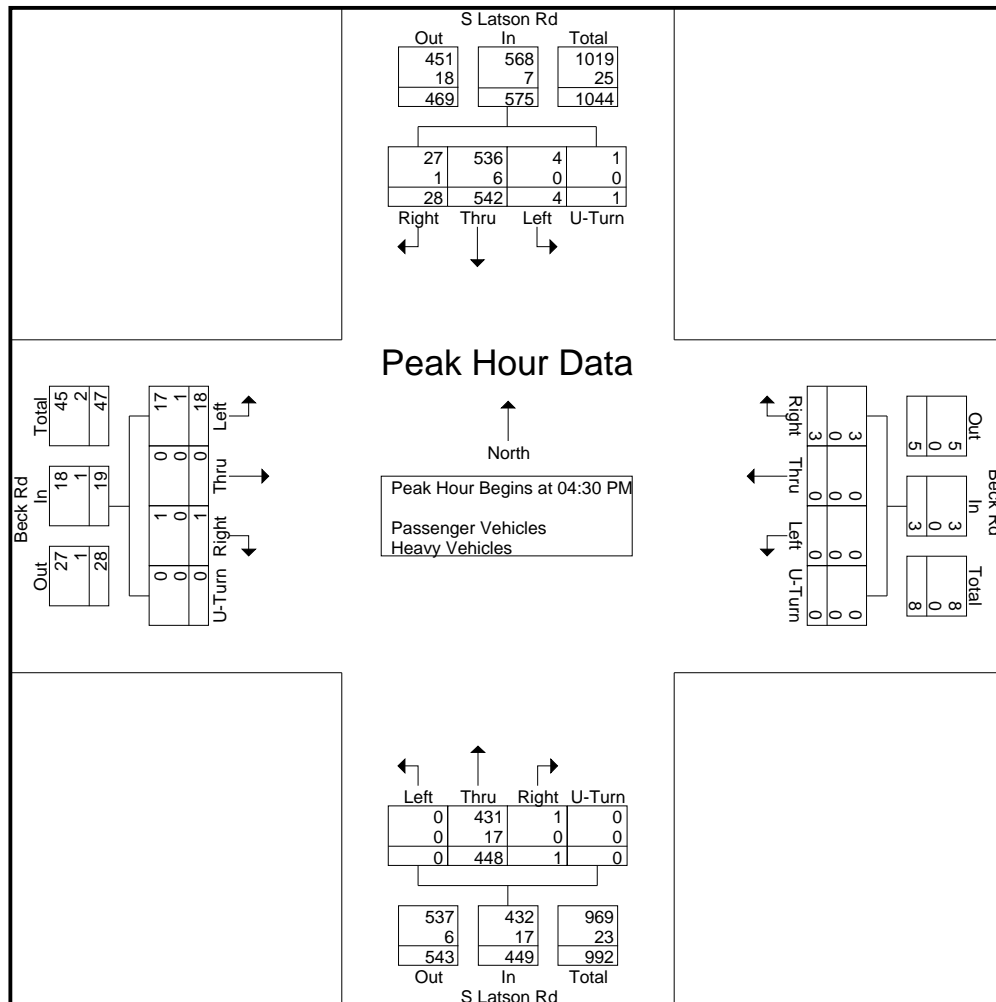 S Latson Rd
Out In Total
451 568 1019
18 7 25
469 575 1044
27 536 4 1
1 6 0 0
28 542 4 1
Right Thru Left U-Turn
Peak Hour Data
North
Peak Hour Begins at 04:30 PM
Passenger Vehicles
Heavy Vehicles
Beck Rd
Total In Out
45 18 27
2 1 1
47 19 28
17 0 1 0
1 0 0 0
18 0 1 0
Left Thru Right U-Turn
Right Thru Left U-Turn
3 0 0 0
0 0 0 0
3 0 0 0
Beck Rd
Out In Total
5 3 8
0 0 0
5 3 8
Left Thru Right U-Turn
0 431 1 0
0 17 0 0
0 448 1 0
537 432 969
6 17 23
543 449 992
Out In Total
S Latson Rd